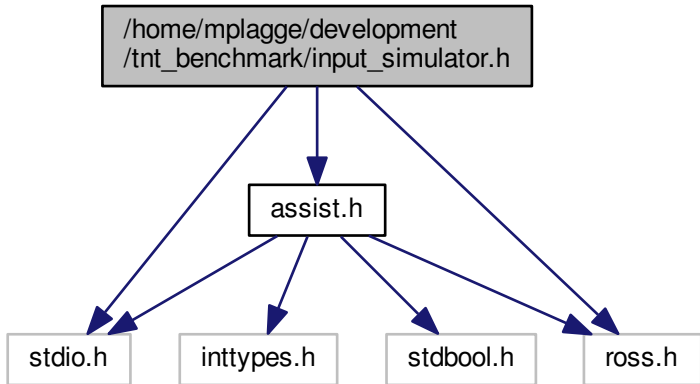 /home/mplagge/development
/tnt_benchmark/input_simulator.h
assist.h
stdio.h
inttypes.h
stdbool.h
ross.h